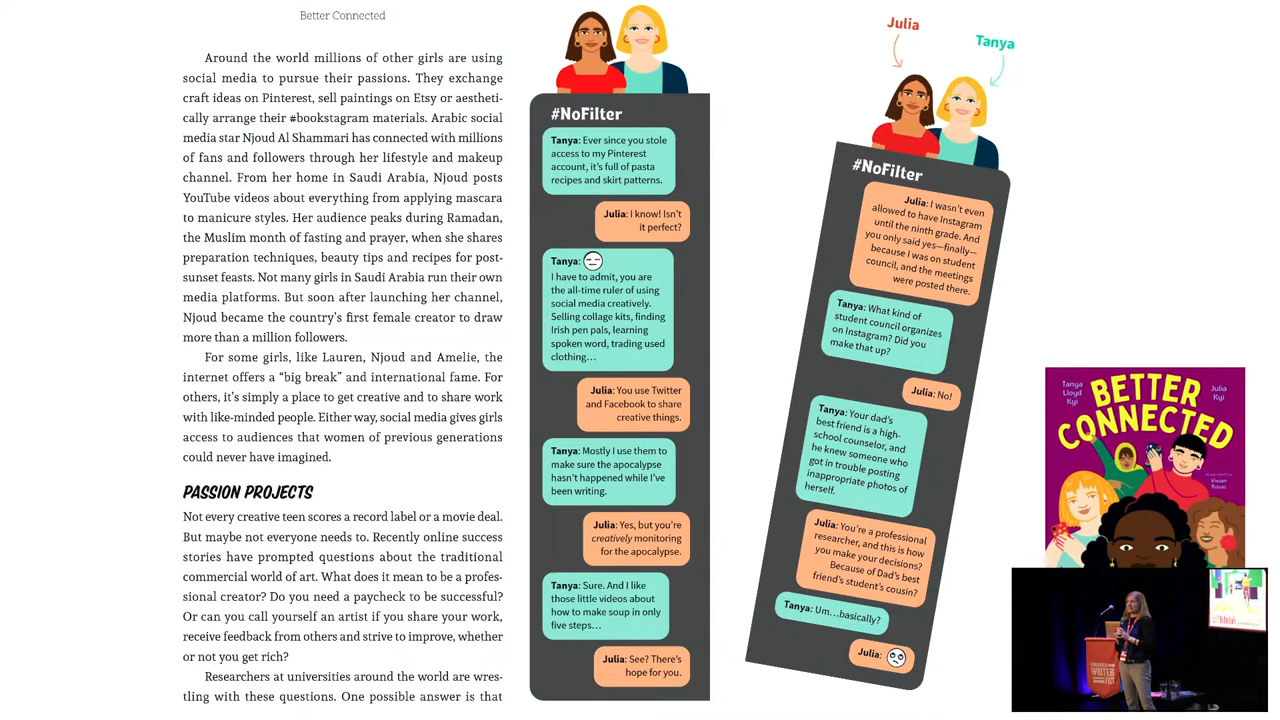 Better Connected
Around the world millions of other girls are using
social media to pursue their passions. They exchange
craft ideas on Pinterest, sell paintings on Etsy or aestheti-
cally arrange their #bookstagram materials. Arabic social
media star Njoud Al Shammari has connected with millions
of fans and followers through her lifestyle and makeup
channel. From her home in Saudi Arabia, Njoud posts
YouTube videos about everything from applying mascara
to manicure styles. Her audience peaks during Ramadan,
the Muslim month of fasting and prayer, when she shares
preparation techniques, beauty tips and recipes for post-
sunset feasts. Not many girls in Saudi Arabia run their own
media platforms. But soon after launching her channel,
Njoud became the country's first female creator to draw
more than a million followers.
For some girls, like Lauren, Njoud and Amelie, the
internet offers a "big break" and international fame. For
others, it's simply a place to get creative and to share work
with like-minded people. Either way, social media gives girls
access to audiences that women of previous generations
could never have imagined.
PASSION PROJECTS
Not every creative teen scores a record label or a movie deal.
But maybe not everyone needs to. Recently online success
stories have prompted questions about the traditional
commercial world of art. What does it mean to be a profes-
sional creator? Do you need a paycheck to be successful?
Or can you call yourself an artist if you share your work,
receive feedback from others and strive to improve, whether
or not you get rich?
Researchers at universities around the world are wres-
tling with these questions. One possible answer is that
#NoFilter
Tanya: Ever since you stole
access to my Pinterest
account, it's full of pasta
recipes and skirt patterns.
Julia: I know! Isn't
it perfect?
Tanya:
I have to admit, you are
the all-time ruler of using
social media creatively.
Selling collage kits, finding
Irish pen pals, learning
spoken word, trading used
clothing...
Julia: You use Twitter
and Facebook to share
creative things.
Tanya: Mostly I use them to
make sure the apocalypse
hasn't happened while I've
been writing.
Julia: Yes, but you're
creatively monitoring
for the apocalypse.
Tanya: Sure. And I like
those little videos about
how to make soup in only
five steps...
Julia: See? There's
hope for you.
Julia
Tanya
#NoFilter
Julia: I wasn't even
allowed to have Instagram
until the ninth grade. And
you only said yes—finally—
because I was on student
council, and the meetings
were posted there.
Tanya: What kind of
student council organizes
on Instagram? Did you
make that up?
Julia: No!
Tanya: Your dad's
best friend is a high-
school counselor, and
he knew someone who
got in trouble posting
inappropriate photos of
herself.
Julia: You're a professional
researcher, and this is how
you make your decisions?
Because of Dad's best
friend's student's cousin?
Tanya: Um...basically?
Julia:
Tanya
Lloyd
Kyi
BETTER
CONNECTED
Julia
Kyi
Vivian
Rosas
WRITER
FEST